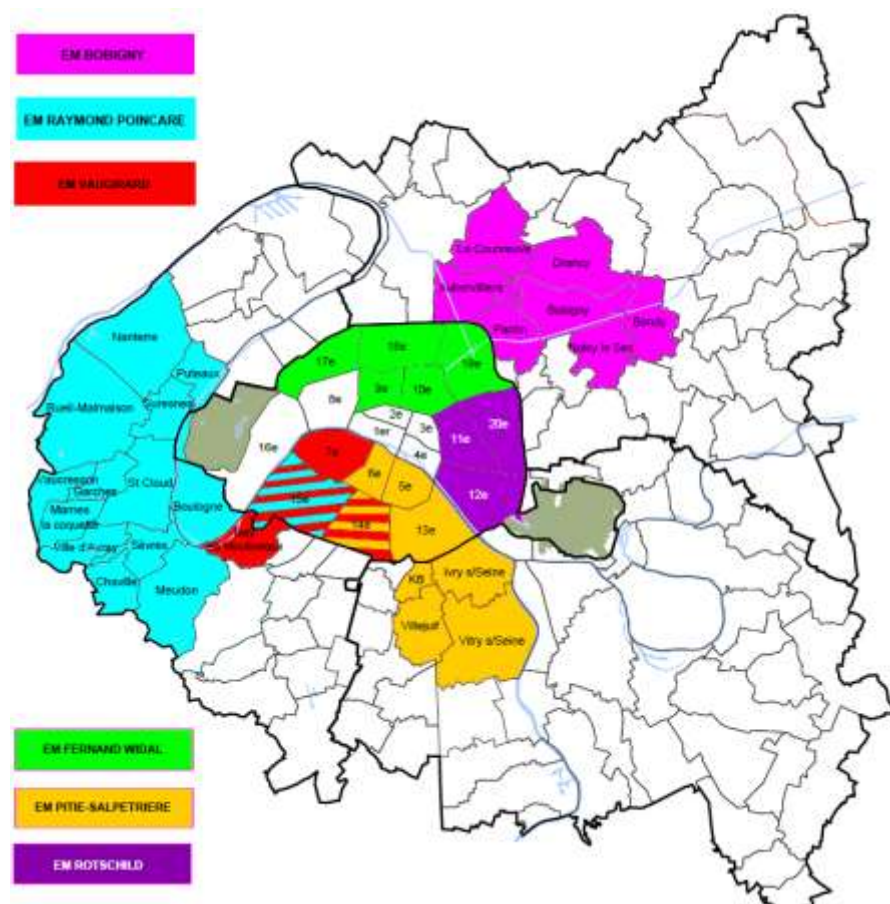 EM BOBIGNY
EM RAYMOND POINCARE
EM VAUGIRARD
La Courneuve
Drancy
Aubervilliers
Bobigny
Pantin
Bondy
Noisy le Sec
Nanterre
Puteaux
Suresnes
Rueil-Malmaison
17e
18e
19e
9e
10e
8e
2e
1er
3e
4e
11e
20e
16e
7e
6e
5e
12e
15e
14e
13e
Vaucresson
Garches
St Cloud
Marnes
la coquette
Boulogne
Ville d'Avray
Sèvres
Chaville
Meudon
KB
Ivry s/Seine
Villejuif
Vitry s/Seine
EM FERNAND WIDAL
EM PITIE-SALPETRIERE
EM ROTSCHILD